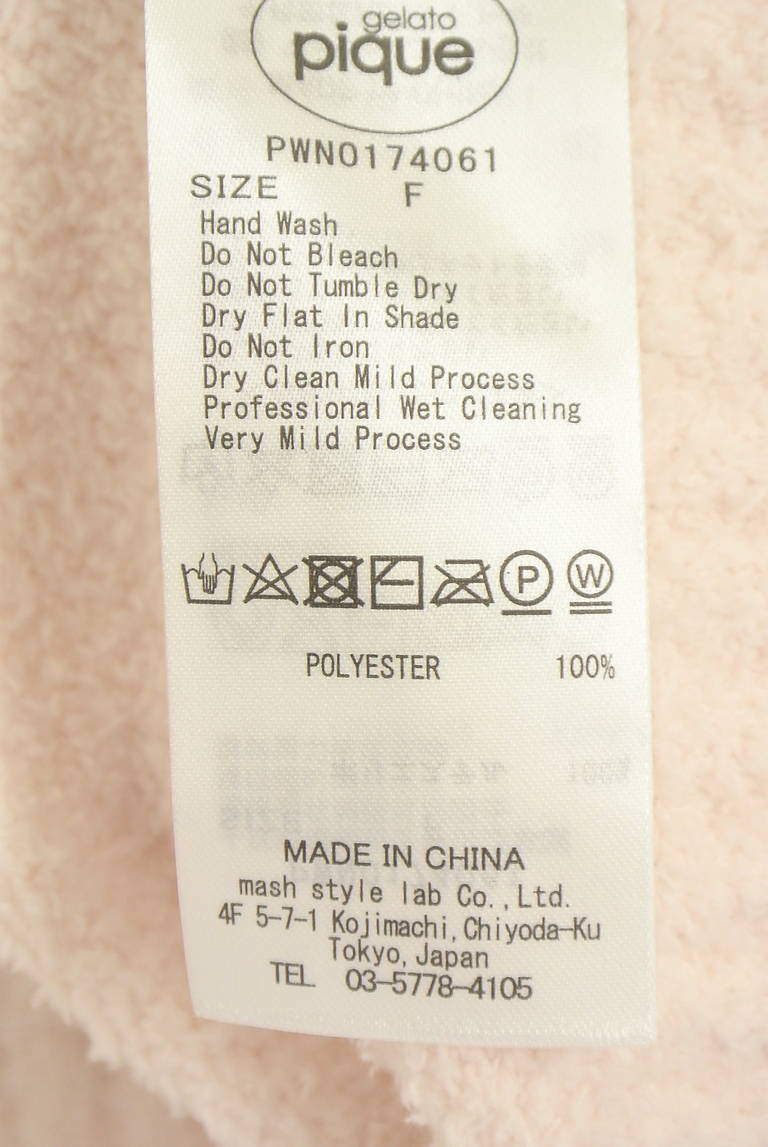 gelato
pique
PWN0174061
SIZE F
Hand Wash
Do Not Bleach
Do Not Tumble Dry
Dry Flat In Shade
Do Not Iron
Dry Clean Mild Process
Professional Wet Cleaning
Very Mild Process
P W
POLYESTER 100%
MADE IN CHINA
mash style lab Co.,Ltd.
4F 5-7-1 Kojimachi,Chiyoda-Ku
Tokyo,Japan
TEL 03-5778-4105